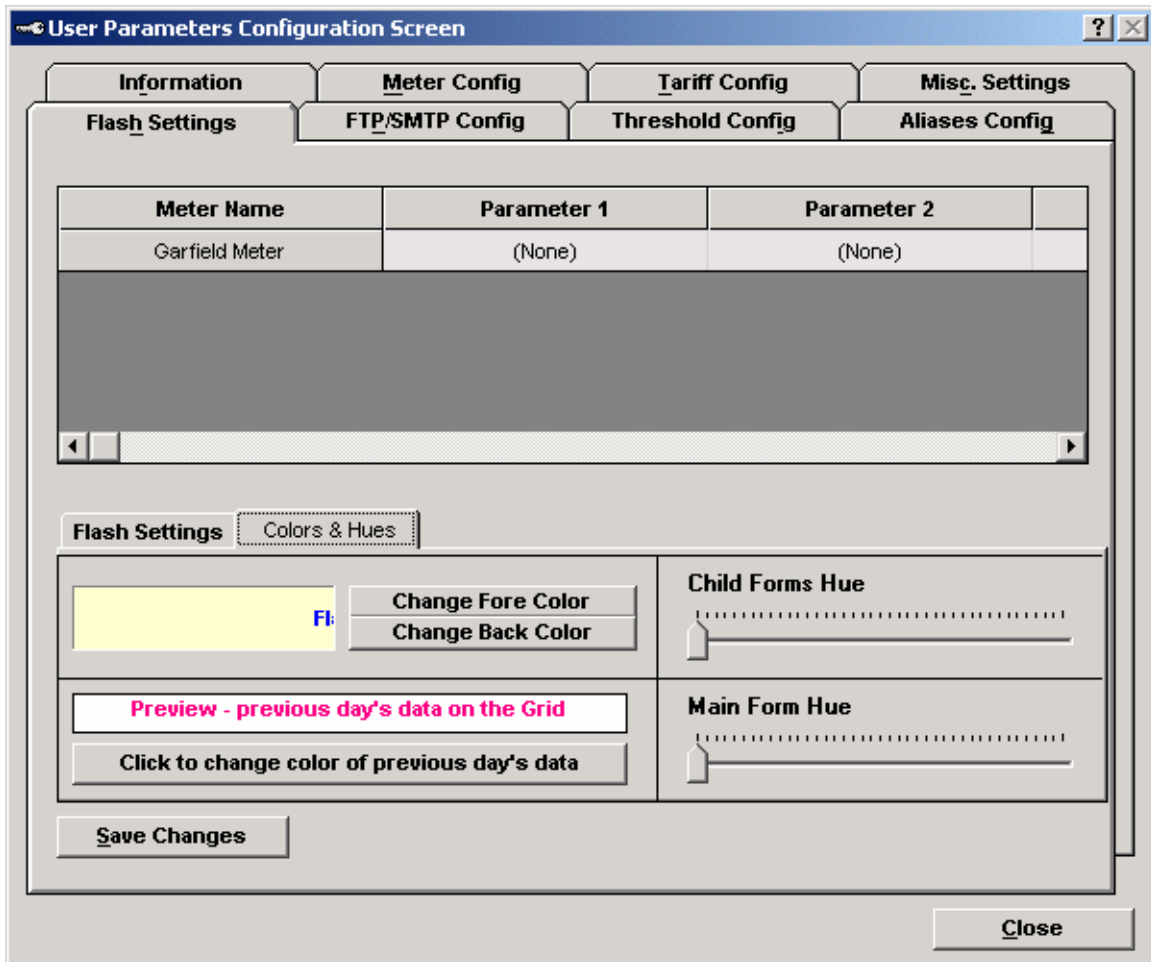 User Parameters Configuration Screen
Information Meter Config Tariff Config Misc. Settings
Flash Settings FTP/SMTP Config Threshold Config Aliases Config
Meter Name Parameter 1 Parameter 2
Garfield Meter (None) (None)
Flash Settings Colors & Hues
Change Fore Color
Change Back Color
Child Forms Hue
Preview - previous day's data on the Grid
Click to change color of previous day's data
Main Form Hue
Save Changes
Close